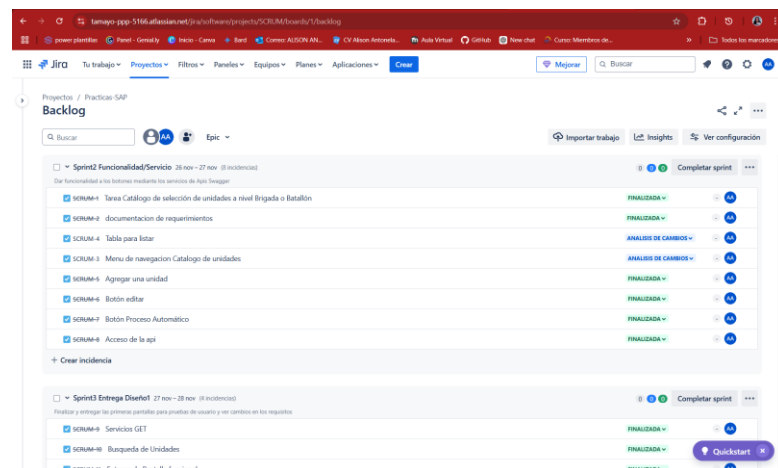 tamayo-ppp-5166.atlassian.net/jira/software/projects/SCRUM/boards/1/backlog
power plantillas Panel - Genial.ly Inicio - Canva Bard Correo: ALISON AN... CV Alison Antonela... Aula Virtual GitHub New chat Curso: Miembros de... » Todos los marcadores
Jira Tu trabajo Proyectos Filtros Paneles Equipos Planes Aplicaciones Crear Mejorar Buscar AA
Proyectos / Practicas-SAP
Backlog
Buscar AA Epic Importar trabajo Insights Ver configuración
Sprint2 Funcionalidad/Servicio 26 nov – 27 nov (8 incidencias) 0 0 0 Completar sprint
Dar funcionalidad a los botones mediante los servicios de Apis Swagger
SCRUM-1 Tarea Catálogo de selección de unidades a nivel Brigada o Batallón FINALIZADA - AA
SCRUM-2 documentacion de requerimientos FINALIZADA - AA
SCRUM-4 Tabla para listar ANALISIS DE CAMBIOS - AA
SCRUM-3 Menu de navegacion Catalogo de unidades ANALISIS DE CAMBIOS - AA
SCRUM-5 Agregar una unidad FINALIZADA - AA
SCRUM-6 Botón editar FINALIZADA - AA
SCRUM-7 Botón Proceso Automático FINALIZADA - AA
SCRUM-8 Acceso de la api FINALIZADA - AA
+ Crear incidencia
Sprint3 Entrega Diseño1 27 nov – 28 nov 0 0 0 Completar sprint
Finalizar y entregar las primeras pantallas para pruebas de usuario y ver cambios en los requisitos
SCRUM-9 Servicios GET FINALIZADA - AA
SCRUM-10 Busqueda de Unidades FINALIZADA
Quickstart